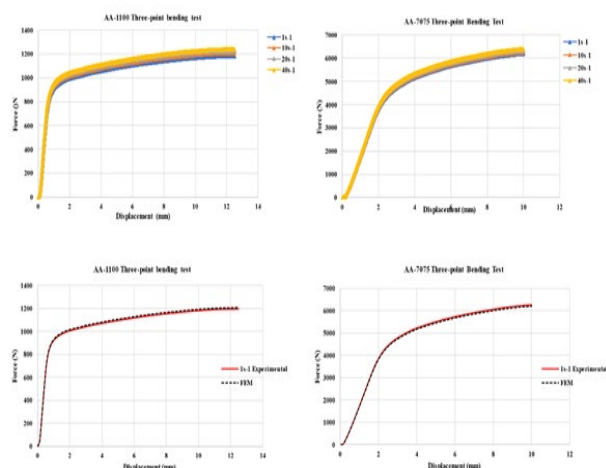 AA-1100 Three-point bending test
1400
1200
1000
800
600
400
200
0
0 2 4 6 8 10 12 14
Force (N
Displacement (mm)
1s-1
10s-1
20s-1
40s-1
AA-7075 Three-point Bending Test
7000
6000
5000
4000
3000
2000
1000
0
0 2 4 6 8 10 12
Force (N)
Displacement (mm)
1s-1
10s-1
20s-1
40s-1
AA-1100 Three-point bending test
1400
1200
1000
800
600
400
200
0
0 2 4 6 8 10 12 14
Force (N)
Displacement (mm)
1s-1 Experimental
FEM
AA-7075 Three-point Bending Test
7000
6000
5000
4000
3000
2000
1000
0
0 2 4 6 8 10 12
Force (N)
Displacement (mm)
1s-1 Experimental
FEM